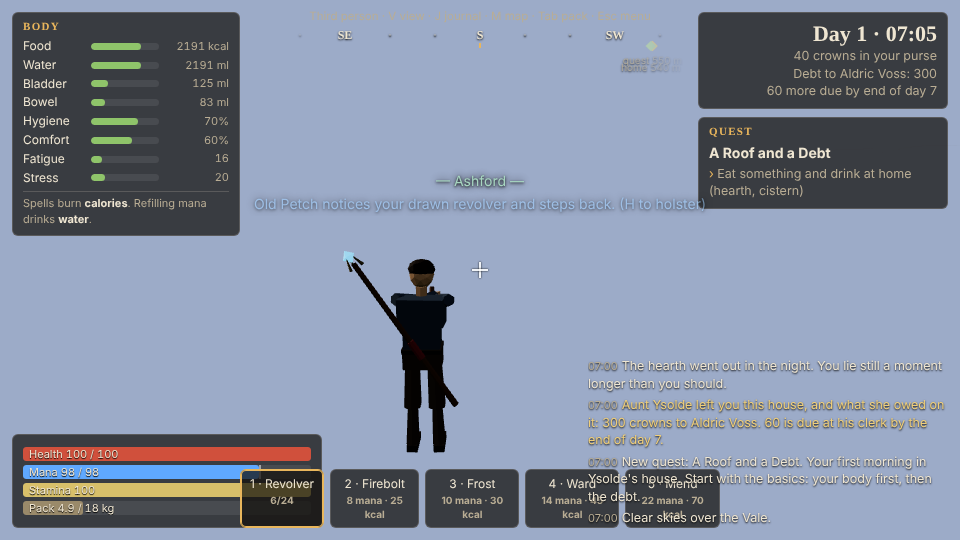 BODY
Food 2191 kcal
Water 2191 ml
Bladder 125 ml
Bowel 83 ml
Hygiene 70%
Comfort 60%
Fatigue 16
Stress 20
Spells burn calories. Refilling mana
drinks water.
SE S SW
quest
home
Day 1 · 07:05
40 crowns in your purse
Debt to Aldric Voss: 300
60 more due by end of day 7
QUEST
A Roof and a Debt
› Eat something and drink at home
(hearth, cistern)
— Ashford —
Old Petch notices your drawn revolver and steps back. (H to holster)
07:00 The hearth went out in the night. You lie still a moment
longer than you should.
07:00 Aunt Ysolde left you this house, and what she owed on
it: 300 crowns to Aldric Voss. 60 is due at his clerk by the
end of day 7.
07:00 New quest: A Roof and a Debt. Your first morning in
Ysolde's house. Start with the basics: your body first, then
the debt.
07:00 Clear skies over the Vale.
Health 100 / 100
Mana 98 / 98
Stamina 100
Pack 4.9 / 18 kg
1 · Revolver
6/24
2 · Firebolt
8 mana · 25
kcal
3 · Frost
10 mana · 30
kcal
4 · Ward
14 mana · 45
kcal
5 · Mend
22 mana · 70
kcal